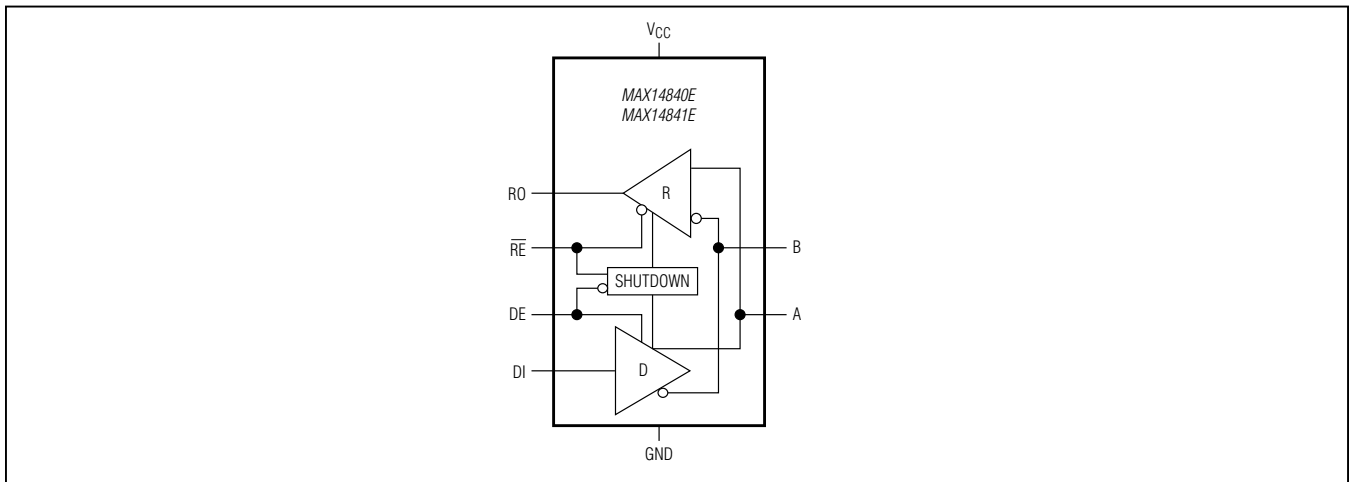 VCC
MAX14840E
MAX14841E
R
RO
RE
B
SHUTDOWN
DE
A
D
DI
GND